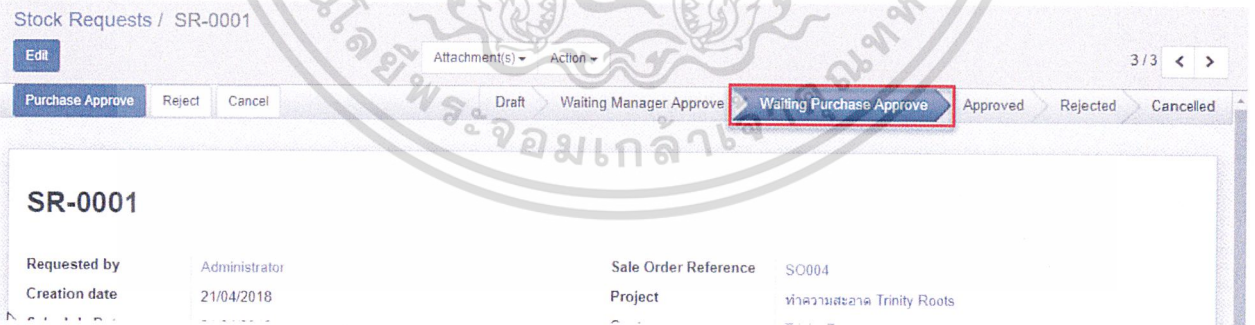 Stock Requests / SR-0001
Edit
Attachment(s) Action
3 / 3
Purchase Approve Reject Cancel Draft Waiting Manager Approve Waiting Purchase Approve Approved Rejected Cancelled
SR-0001
Requested by Administrator Sale Order Reference SO004
Creation date 21/04/2018 Project ทำความสะอาด Trinity Roots